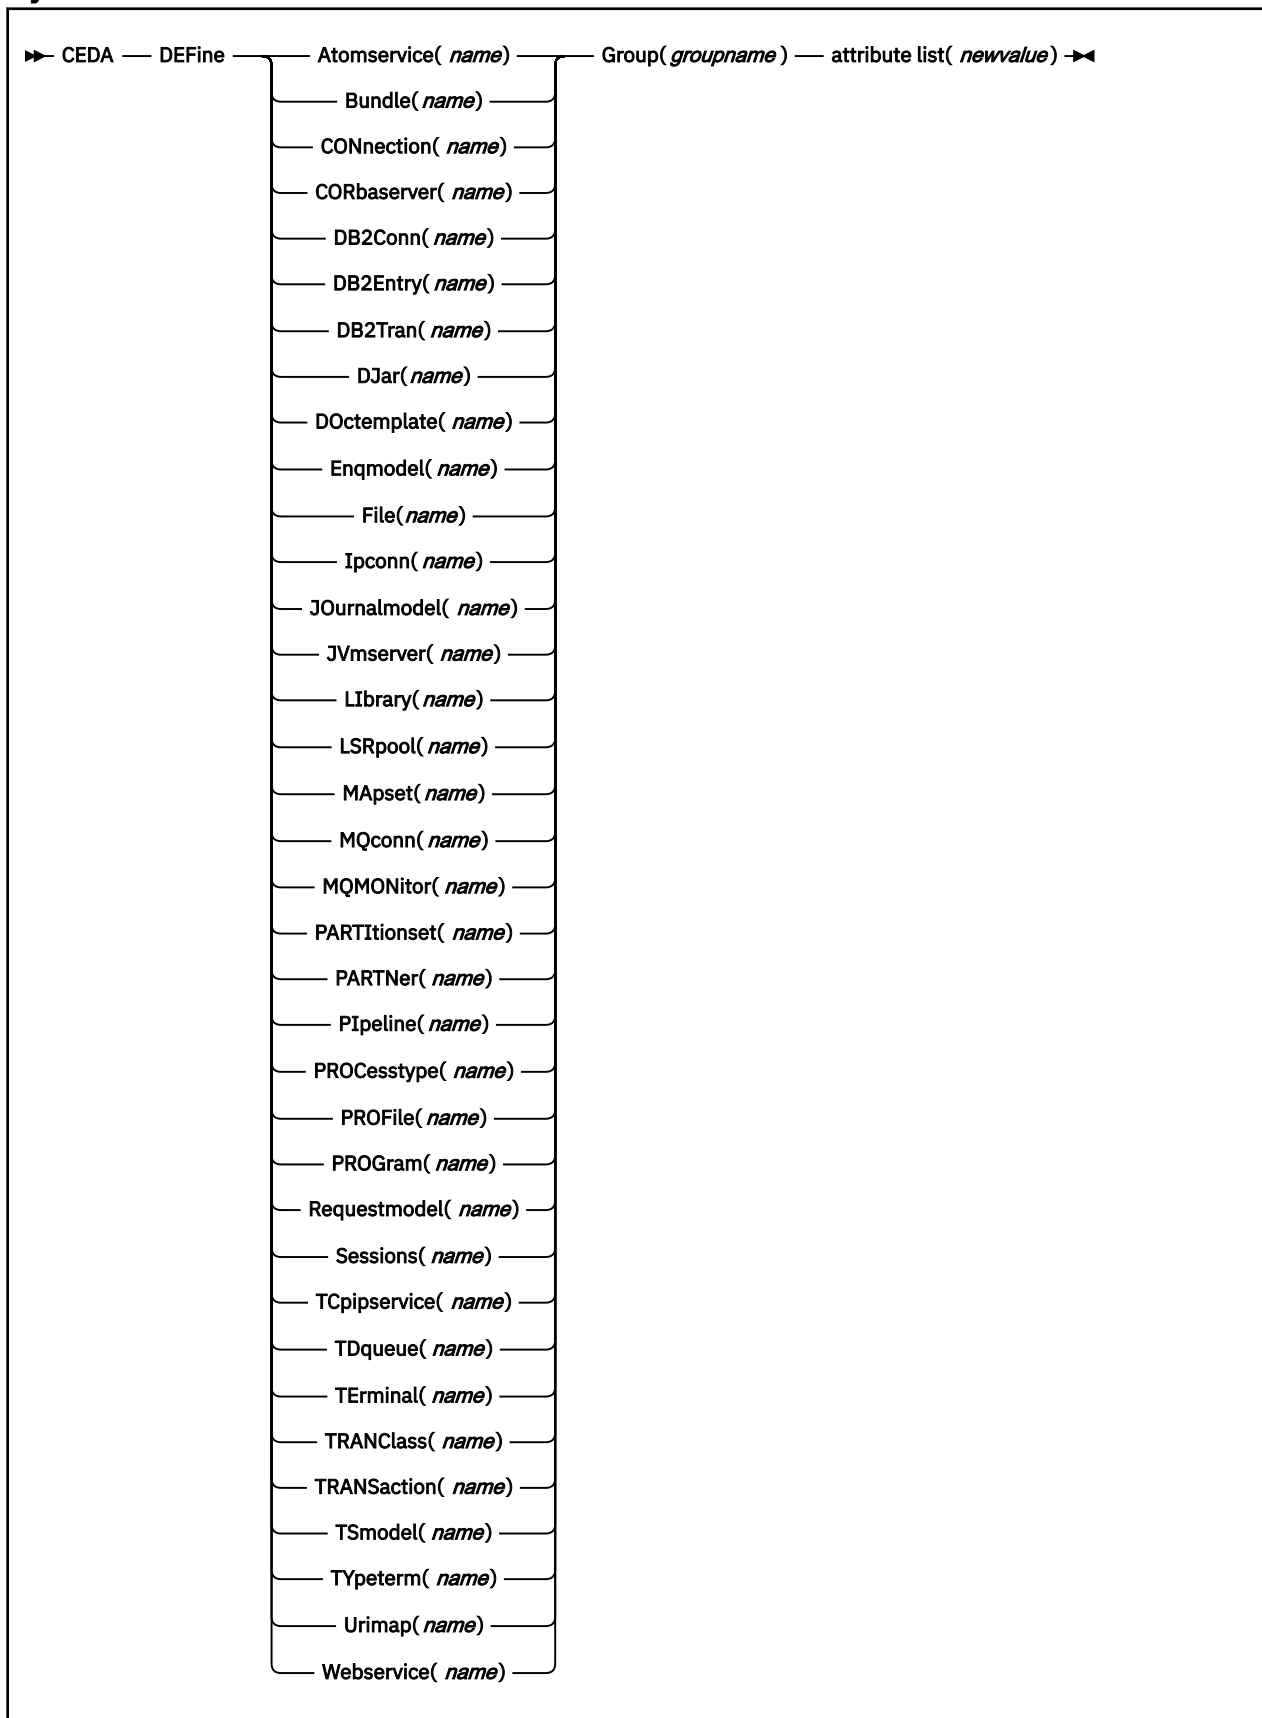 CEDA DEFine Atomservice( name) Group(groupname) attribute list( newvalue)
Bundle(name)
CONnection( name)
CORbaserver( name)
DB2Conn(name)
DB2Entry(name)
DB2Tran(name)
DJar(name)
DOctemplate( name)
Enqmodel(name)
File(name)
Ipconn( name)
JOurnalmodel( name)
JVmserver( name)
LIbrary(name)
LSRpool(name)
MApset(name)
MQconn( name)
MQMONitor( name)
PARTItionset( name)
PARTNer( name)
PIpeline(name)
PROCesstype( name)
PROFile(name)
PROGram(name)
Requestmodel( name)
Sessions( name)
TCpipservice( name)
TDqueue( name)
TErminal( name)
TRANClass( name)
TRANSaction( name)
TSmodel( name)
TYpeterm( name)
Urimap(name)
Webservice( name)